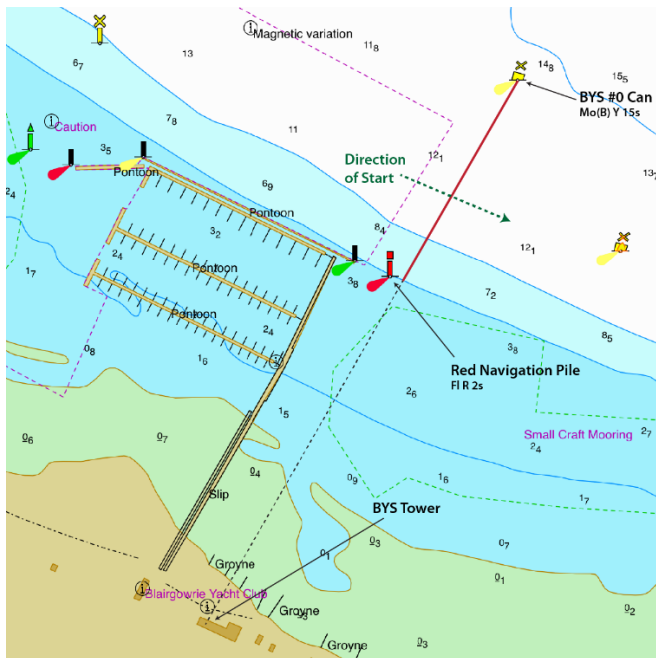 Magnetic variation
11₈
13
14₈
15₅
6₇
BYS #0 Can
Mo(B) Y 15s
7₈
Caution
11
12₁
3₅
Direction
of Start
2₄
Pontoon
6₉
13₇
Pontoon
8₄
3₂
12₁
2₄
Pontoon
3₈
1₇
7₂
Pontoon
2₄
8₅
0₈
1₆
3₈
Red Navigation Pile
Fl R 2s
2₆
1₅
Small Craft Mooring
2₇
2₄
0₆
0₇
0₄
0₉
1₆
1₇
Slip
BYS Tower
0₃
0₁
0₇
Groyne
0₁
Blairgowrie Yacht Club
Groyne
0₃
0₂
Groyne
0₃